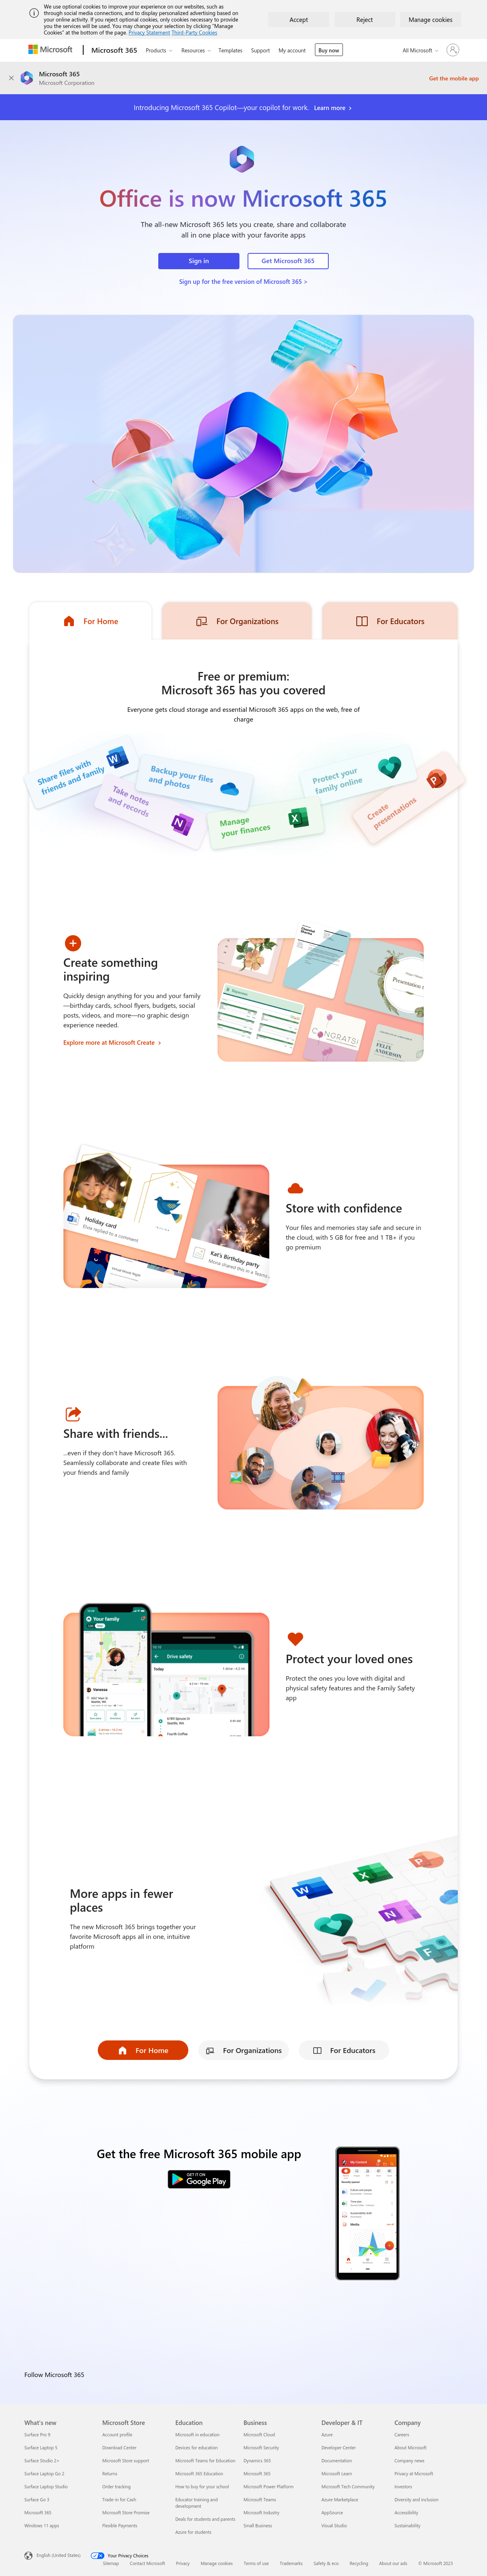 We use optional cookies to improve your experience on our websites, such as
through social media connections, and to display personalized advertising based on
your online activity. If you reject optional cookies, only cookies necessary to provide
you the services will be used. You may change your selection by clicking "Manage
Cookies" at the bottom of the page. Privacy Statement Third-Party Cookies
Accept
Reject
Manage cookies
Microsoft
Microsoft 365
Products
Resources
Templates
Support
My account
Buy now
All Microsoft
Microsoft 365
Microsoft Corporation
Get the mobile app
Introducing Microsoft 365 Copilot—your copilot for work. Learn more >
Office is now Microsoft 365
The all-new Microsoft 365 lets you create, share and collaborate
all in one place with your favorite apps
Sign in
Get Microsoft 365
Sign up for the free version of Microsoft 365 >
For Home
For Organizations
For Educators
Free or premium:
Microsoft 365 has you covered
Everyone gets cloud storage and essential Microsoft 365 apps on the web, free of
charge
Share files with
friends and family
Take notes
and records
Backup your files
and photos
Manage
your finances
Protect your
family online
Create
presentations
Create something
inspiring
Quickly design anything for you and your family
—birthday cards, school flyers, budgets, social
posts, videos, and more—no graphic design
experience needed.
Explore more at Microsoft Create >
CONGRATS!
FELIX
ANDERSON
Store with confidence
Your files and memories stay safe and secure in
the cloud, with 5 GB for free and 1 TB+ if you
go premium
Holiday card
Elvia replied to a comment
Kat's Birthday party
Mona shared this in a Teams
Share with friends...
...even if they don't have Microsoft 365.
Seamlessly collaborate and create files with
your friends and family
Your family
Vanessa
Drive safely
Today
Protect your loved ones
Protect the ones you love with digital and
physical safety features and the Family Safety
app
More apps in fewer
places
The new Microsoft 365 brings together your
favorite Microsoft apps all in one, intuitive
platform
For Home
For Organizations
For Educators
Get the free Microsoft 365 mobile app
GET IT ON
Google Play
Follow Microsoft 365
What's new
Surface Pro 9
Surface Laptop 5
Surface Studio 2+
Surface Laptop Go 2
Surface Laptop Studio
Surface Go 3
Microsoft 365
Windows 11 apps
Microsoft Store
Account profile
Download Center
Microsoft Store support
Returns
Order tracking
Trade-in for Cash
Microsoft Store Promise
Flexible Payments
Education
Microsoft in education
Devices for education
Microsoft Teams for Education
Microsoft 365 Education
How to buy for your school
Educator training and
development
Deals for students and parents
Azure for students
Business
Microsoft Cloud
Microsoft Security
Dynamics 365
Microsoft 365
Microsoft Power Platform
Microsoft Teams
Microsoft Industry
Small Business
Developer & IT
Azure
Developer Center
Documentation
Microsoft Learn
Microsoft Tech Community
Azure Marketplace
AppSource
Visual Studio
Company
Careers
About Microsoft
Company news
Privacy at Microsoft
Investors
Diversity and inclusion
Accessibility
Sustainability
English (United States)
Your Privacy Choices
Sitemap
Contact Microsoft
Privacy
Manage cookies
Terms of use
Trademarks
Safety & eco
Recycling
About our ads
© Microsoft 2023